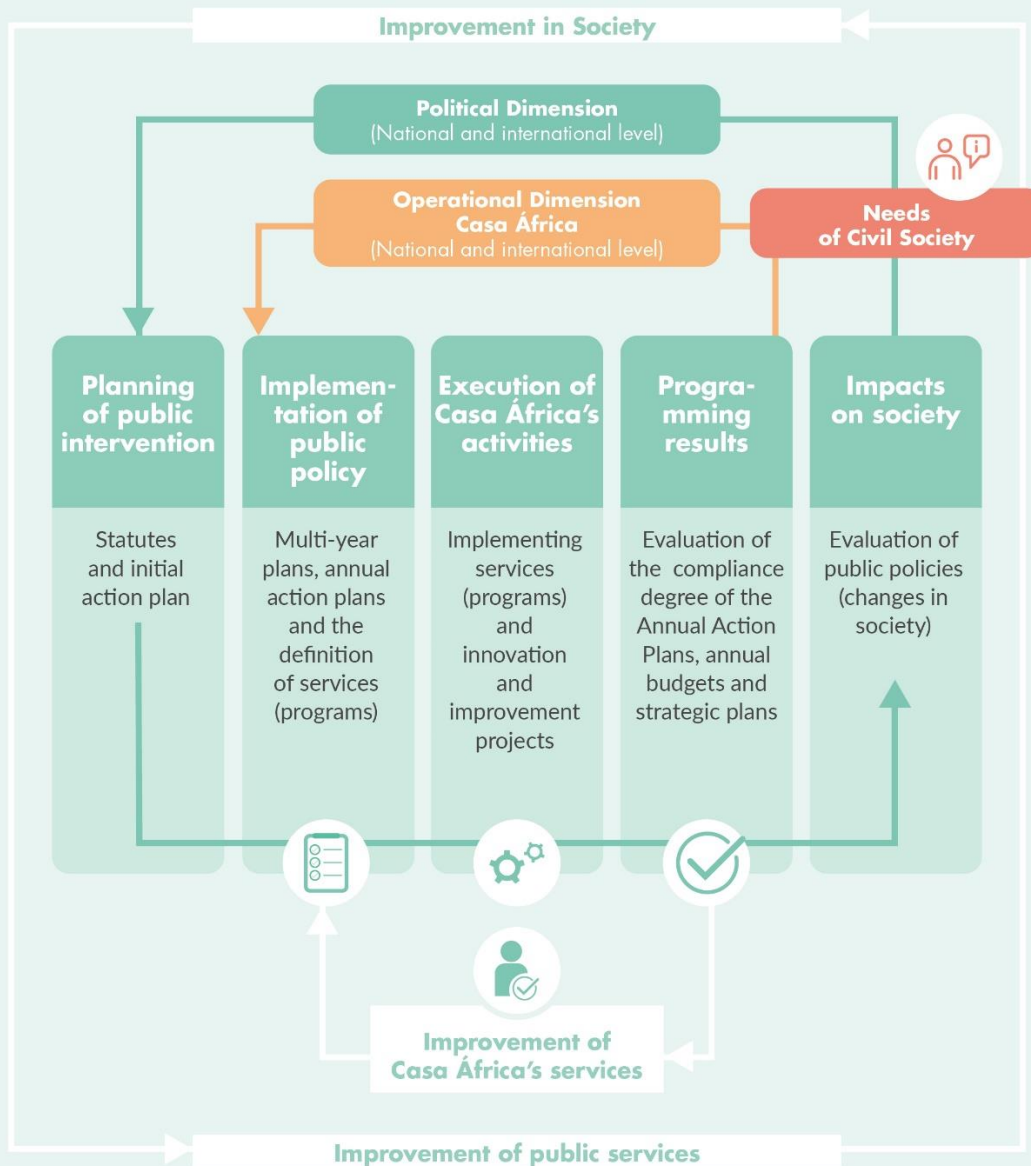 Improvement in Society
Political Dimension
(National and international level)
Operational Dimension
Casa África
(National and international level)
i
Needs
of Civil Society
Planning
of public
intervention
Statutes
and initial
action plan
Implemen-
tation of
public
policy
Multi-year
plans, annual
action plans
and the
definition
of services
(programs)
Execution of
Casa África’s
activities
Implementing
services
(programs)
and
innovation
and
improvement
projects
Progra-
mming
results
Evaluation of
the compliance
degree of the
Annual Action
Plans, annual
budgets and
strategic plans
Impacts
on society
Evaluation of
public policies
(changes in
society)
Improvement of
Casa África’s services
Improvement of public services